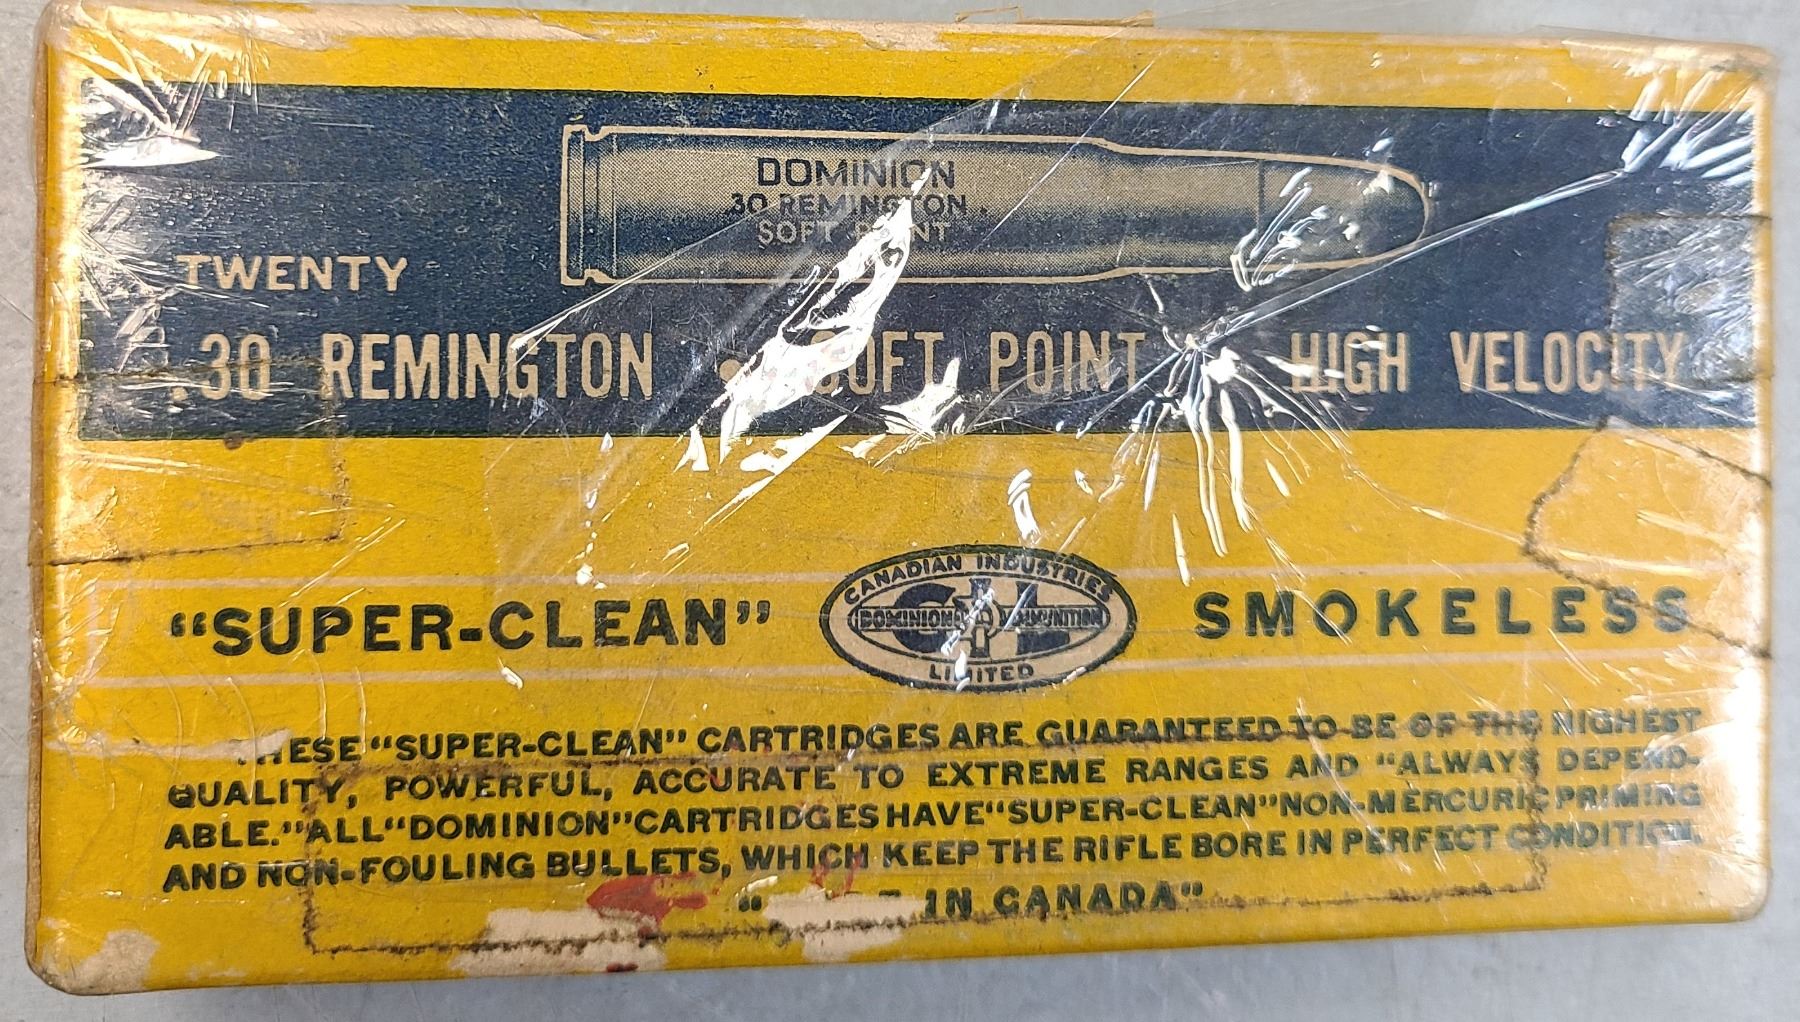 DOMINION
30 REMINGTON
SOFT POINT
TWENTY
.30 REMINGTON • SOFT POINT HIGH VELOCITY
"SUPER-CLEAN" SMOKELESS
CANADIAN INDUSTRIES
DOMINION AMMUNITION
LIMITED
THESE "SUPER-CLEAN" CARTRIDGES ARE GUARANTEED TO BE OF THE HIGHEST
QUALITY, POWERFUL, ACCURATE TO EXTREME RANGES AND "ALWAYS DEPEND-
ABLE." ALL "DOMINION" CARTRIDGES HAVE "SUPER-CLEAN" NON-MERCURIC PRIMING
AND NON-FOULING BULLETS, WHICH KEEP THE RIFLE BORE IN PERFECT CONDITION.
" IN CANADA"